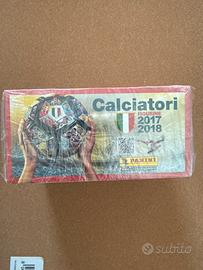 Calciatori
FIGURINE
2017
2018
PANINI
subito